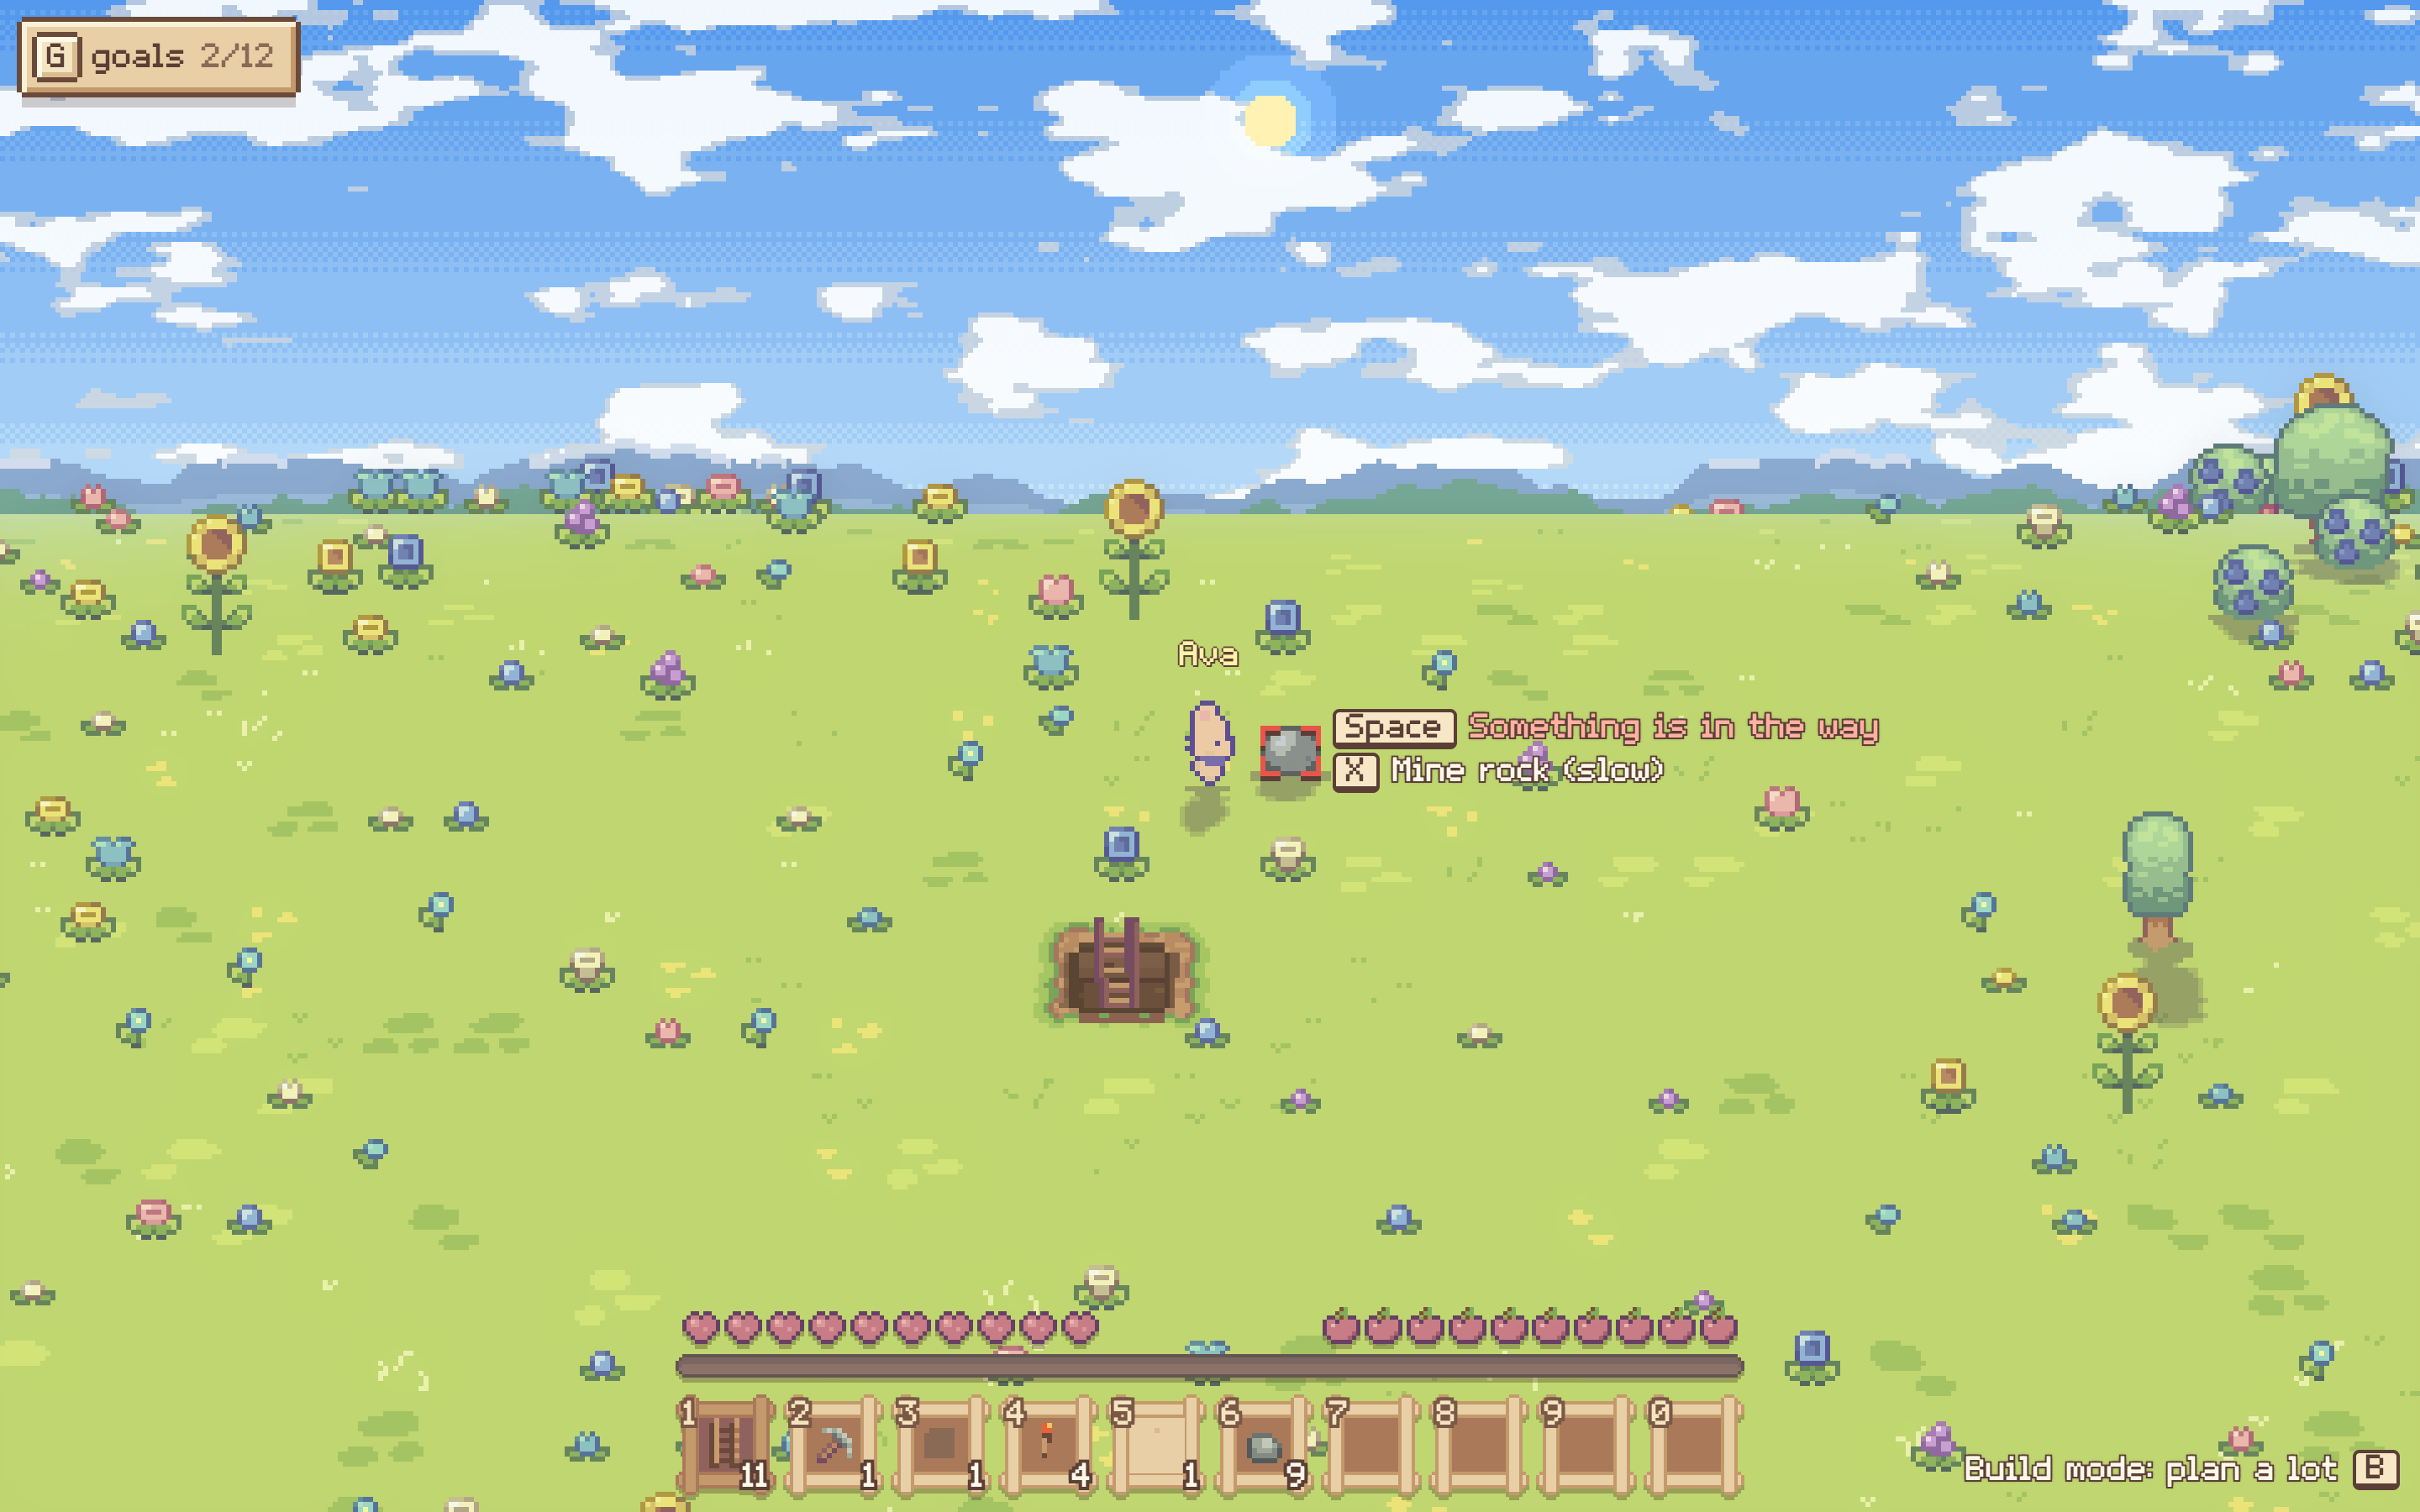 G goals 2/12
Ava
Space Something is in the way
X Mine rock (slow)
1 2 3 4 5 6 7 8 9 0
11 1 1 4 1 9
Build mode: plan a lot B